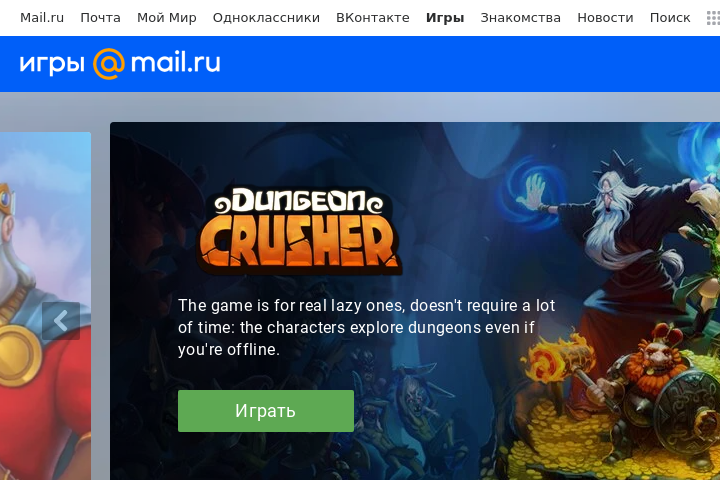 Mail.ru Почта Мой Мир Одноклассники ВКонтакте Игры Знакомства Новости Поиск
игры @mail.ru
DUNGEON
CRUSHER
The game is for real lazy ones, doesn't require a lot
of time: the characters explore dungeons even if
you're offline.
Играть